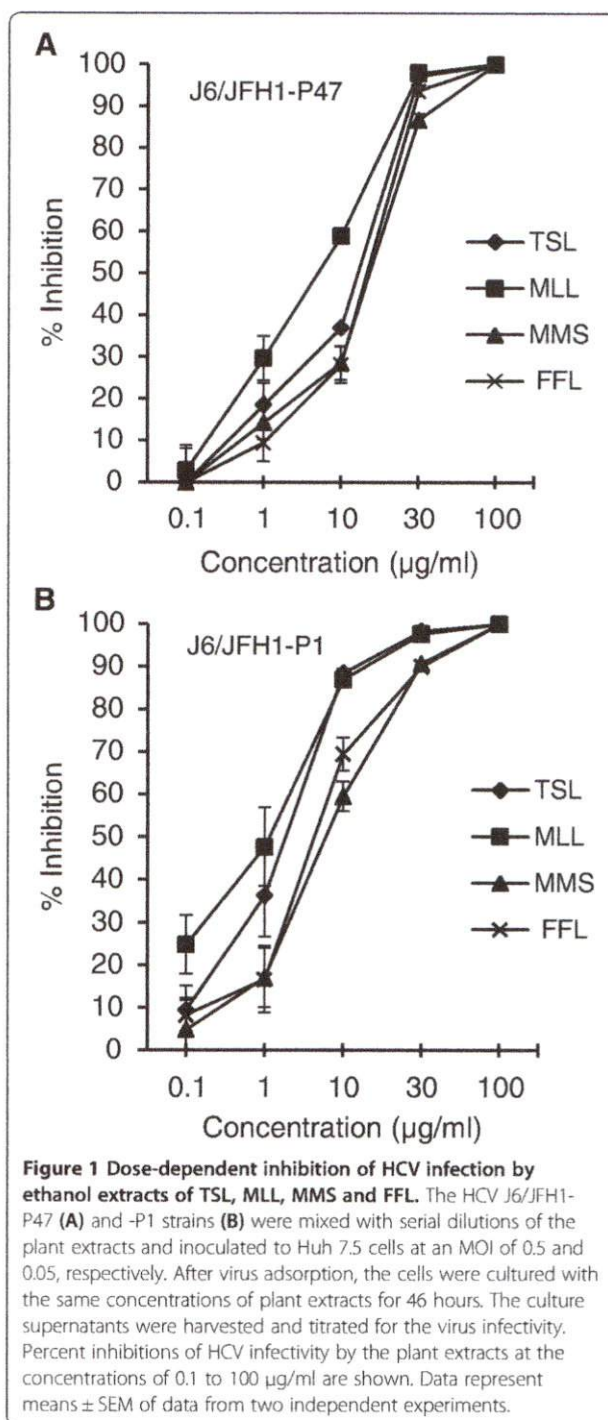 A
J6/JFH1-P47
100
90
80
70
60
50
40
30
20
10
0
% Inhibition
TSL
MLL
MMS
FFL
0.1 1 10 30 100
Concentration (µg/ml)
B
J6/JFH1-P1
100
90
80
70
60
50
40
30
20
10
0
% Inhibition
TSL
MLL
MMS
FFL
0.1 1 10 30 100
Concentration (µg/ml)
Figure 1 Dose-dependent inhibition of HCV infection by
ethanol extracts of TSL, MLL, MMS and FFL. The HCV J6/JFH1-
P47 (A) and -P1 strains (B) were mixed with serial dilutions of the
plant extracts and inoculated to Huh 7.5 cells at an MOI of 0.5 and
0.05, respectively. After virus adsorption, the cells were cultured with
the same concentrations of plant extracts for 46 hours. The culture
supernatants were harvested and titrated for the virus infectivity.
Percent inhibitions of HCV infectivity by the plant extracts at the
concentrations of 0.1 to 100 µg/ml are shown. Data represent
means ± SEM of data from two independent experiments.